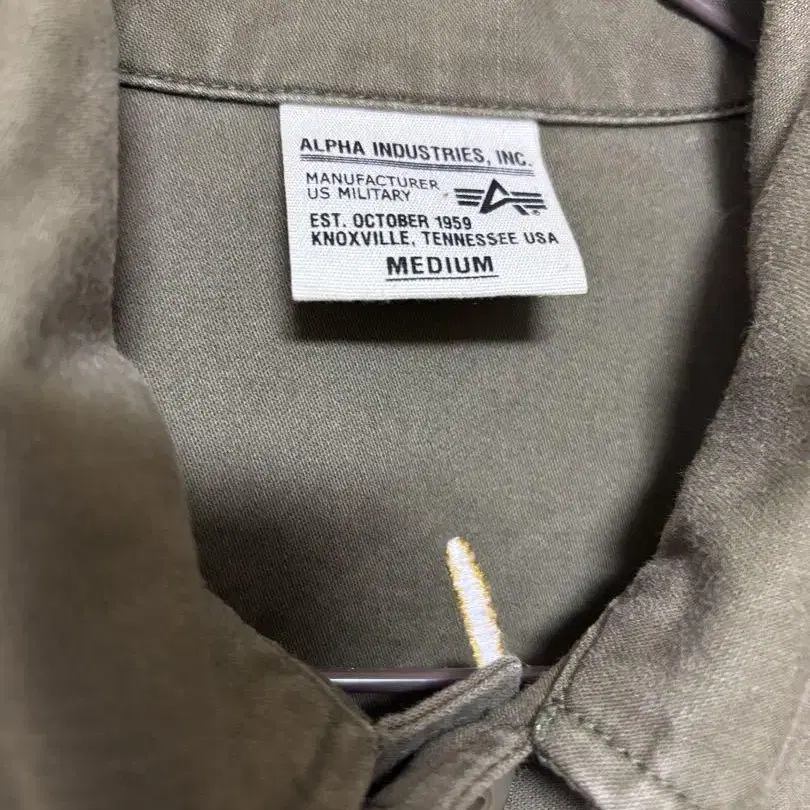 ALPHA INDUSTRIES, INC.
MANUFACTURER
US MILITARY
EST. OCTOBER 1959
KNOXVILLE, TENNESSEE USA
MEDIUM